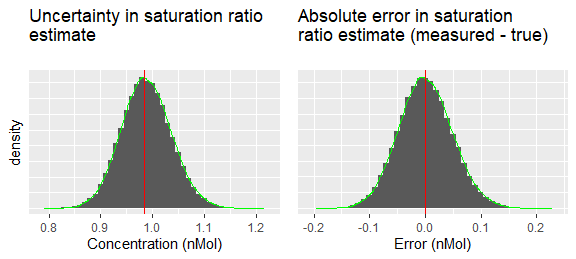 Uncertainty in saturation ratio
estimate
Absolute error in saturation
ratio estimate (measured - true)
density
0.8 0.9 1.0 1.1 1.2
Concentration (nMol)
-0.2 -0.1 0.0 0.1 0.2
Error (nMol)